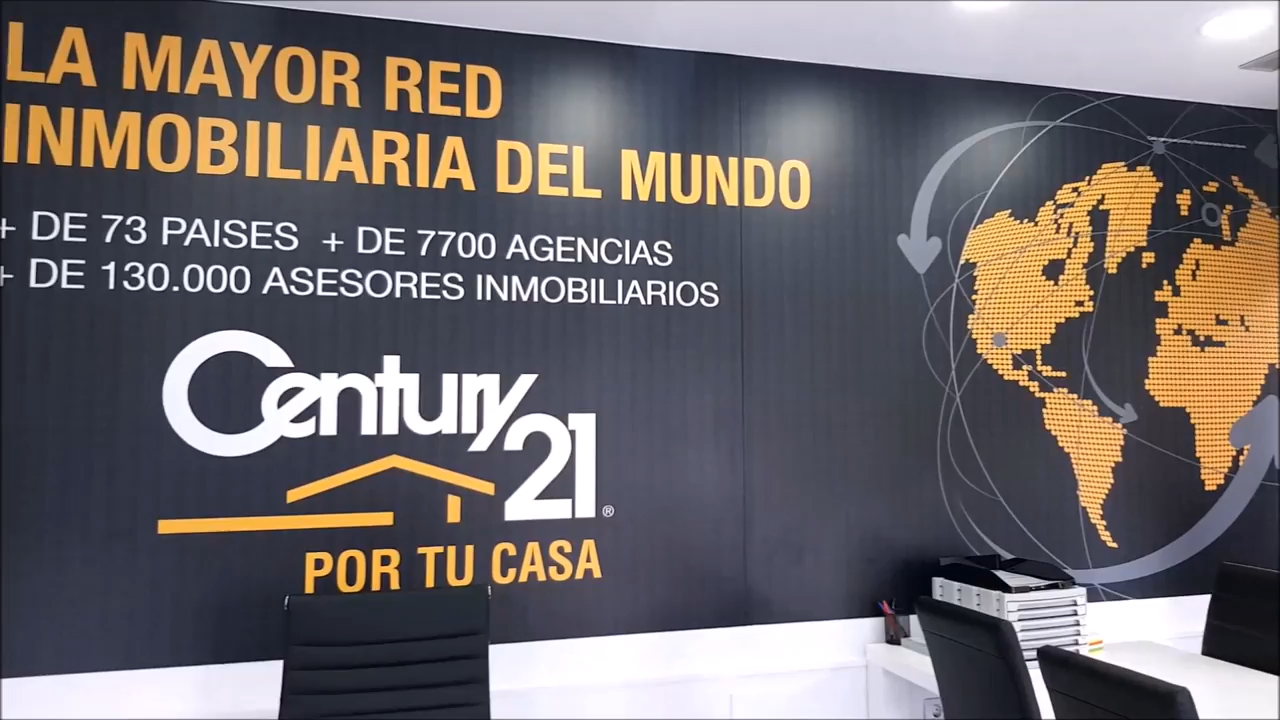 LA MAYOR RED
INMOBILIARIA DEL MUNDO
+ DE 73 PAISES + DE 7700 AGENCIAS
+ DE 130.000 ASESORES INMOBILIARIOS
Century
21®
POR TU CASA